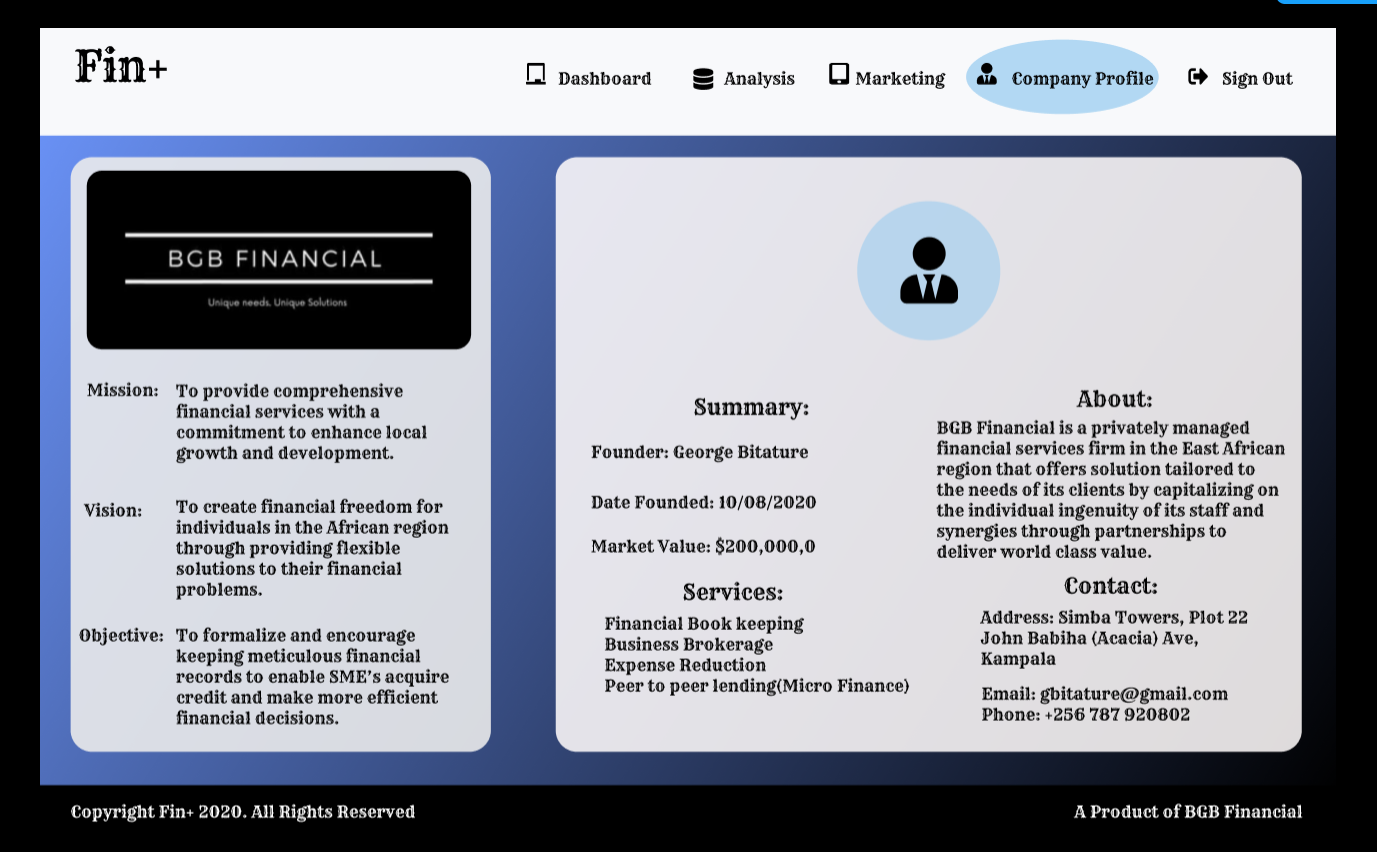 Fin+
Dashboard
Analysis
Marketing
Company Profile
Sign Out
BGB FINANCIAL
Unique needs, Unique Solutions
Mission:
To provide comprehensive
financial services with a
commitment to enhance local
growth and development.
Vision:
To create financial freedom for
individuals in the African region
through providing flexible
solutions to their financial
problems.
Objective:
To formalize and encourage
keeping meticulous financial
records to enable SME's acquire
credit and make more efficient
financial decisions.
Summary:
Founder: George Bitature
Date Founded: 10/08/2020
Market Value: $200,000,0
Services:
Financial Book keeping
Business Brokerage
Expense Reduction
Peer to peer lending(Micro Finance)
About:
BGB Financial is a privately managed
financial services firm in the East African
region that offers solution tailored to
the needs of its clients by capitalizing on
the individual ingenuity of its staff and
synergies through partnerships to
deliver world class value.
Contact:
Address: Simba Towers, Plot 22
John Babiha (Acacia) Ave,
Kampala
Email: gbitature@gmail.com
Phone: +256 787 920802
Copyright Fin+ 2020. All Rights Reserved
A Product of BGB Financial